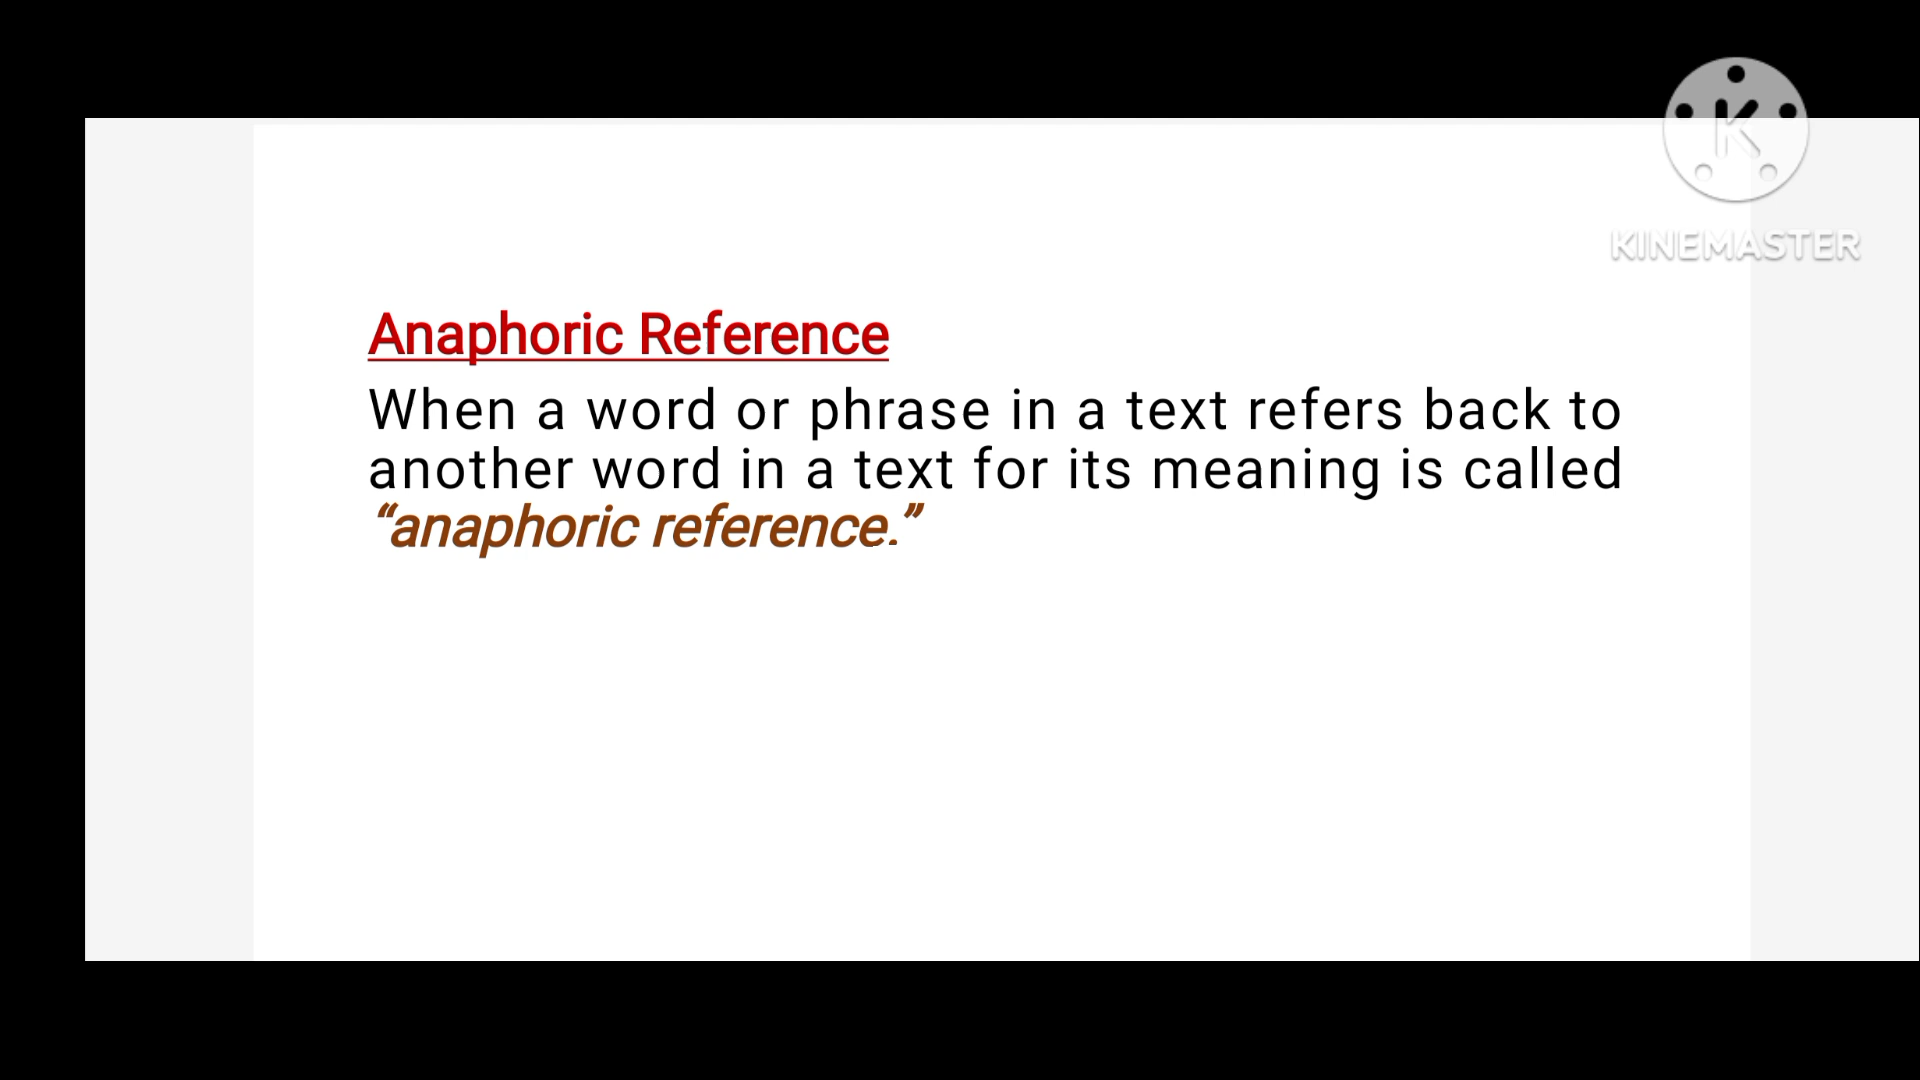 KINEMASTER
Anaphoric Reference
When a word or phrase in a text refers back to
another word in a text for its meaning is called
“anaphoric reference.”